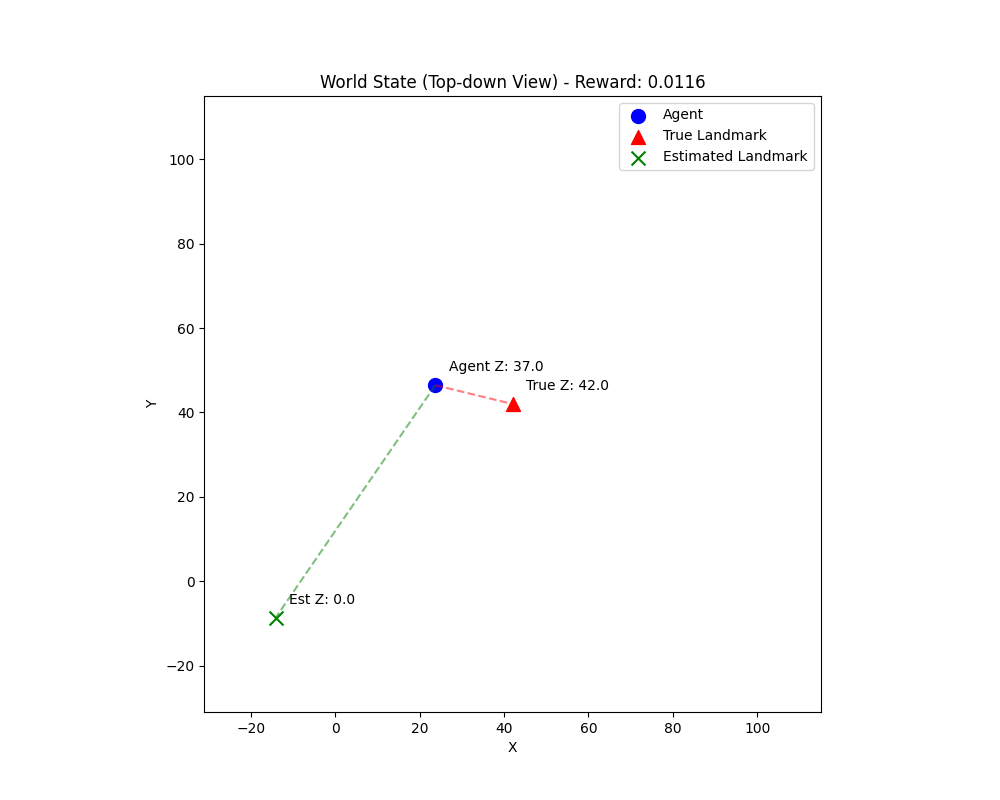 World State (Top-down View) - Reward: 0.0116
Agent
True Landmark
Estimated Landmark
100
80
60
40
20
0
−20
Y
Agent Z: 37.0
True Z: 42.0
Est Z: 0.0
−20 0 20 40 60 80 100
X